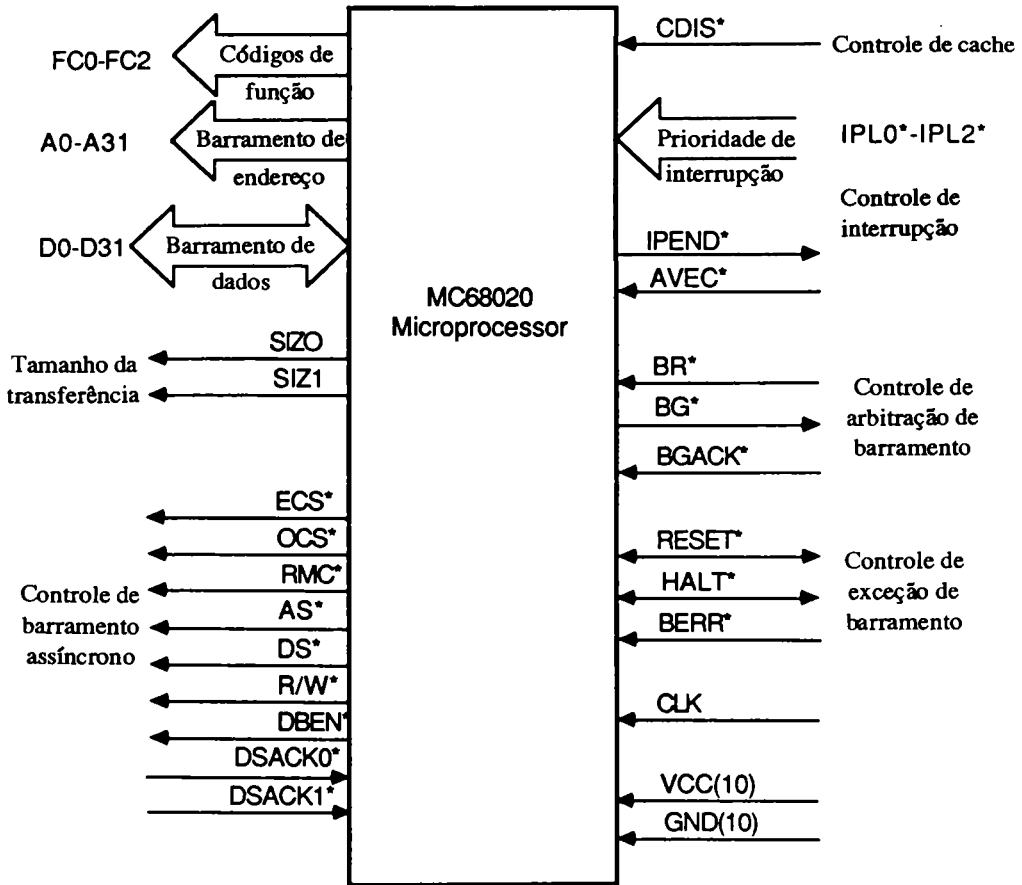 FC0-FC2
Códigos de
função
A0-A31
Barramento de
endereço
D0-D31
Barramento de
dados
Tamanho da
transferência
SIZO
SIZ1
Controle de
barramento
assíncrono
ECS*
OCS*
RMC*
AS*
DS*
R/W*
DBEN*
DSACK0*
DSACK1*
MC68020
Microprocessor
CDIS*
Controle de cache
Prioridade de
interrupção
IPL0*-IPL2*
Controle de
interrupção
IPEND*
AVEC*
BR*
BG*
BGACK*
Controle de
arbitração de
barramento
RESET*
HALT*
BERR*
Controle de
exceção de
barramento
CLK
VCC(10)
GND(10)